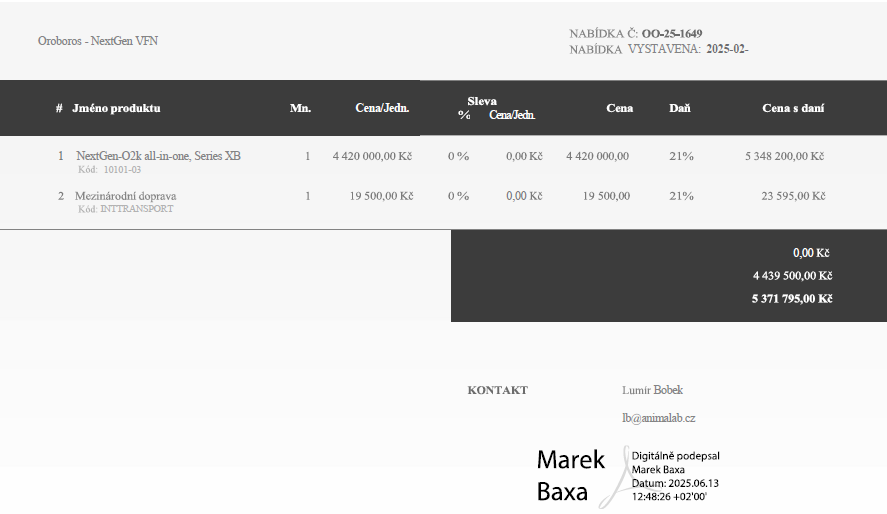 Oroboros - NextGen VFN
NABÍDKA Č: OO-25-1649
NABÍDKA VYSTAVENA: 2025-02-
# Jméno produktu Mn. Cena/Jedn. Sleva % Cena/Jedn. Cena Daň Cena s daní
1 NextGen-O2k all-in-one, Series XB 1 4 420 000,00 Kč 0 % 0,00 Kč 4 420 000,00 21% 5 348 200,00 Kč
Kód: 10101-03
2 Mezinárodní doprava 1 19 500,00 Kč 0 % 0,00 Kč 19 500,00 21% 23 595,00 Kč
Kód: INTTRANSPORT
0,00 Kč
4 439 500,00 Kč
5 371 795,00 Kč
KONTAKT Lumír Bobek
lb@animalab.cz
Marek
Baxa
Digitálně podepsal
Marek Baxa
Datum: 2025.06.13
12:48:26 +02'00'